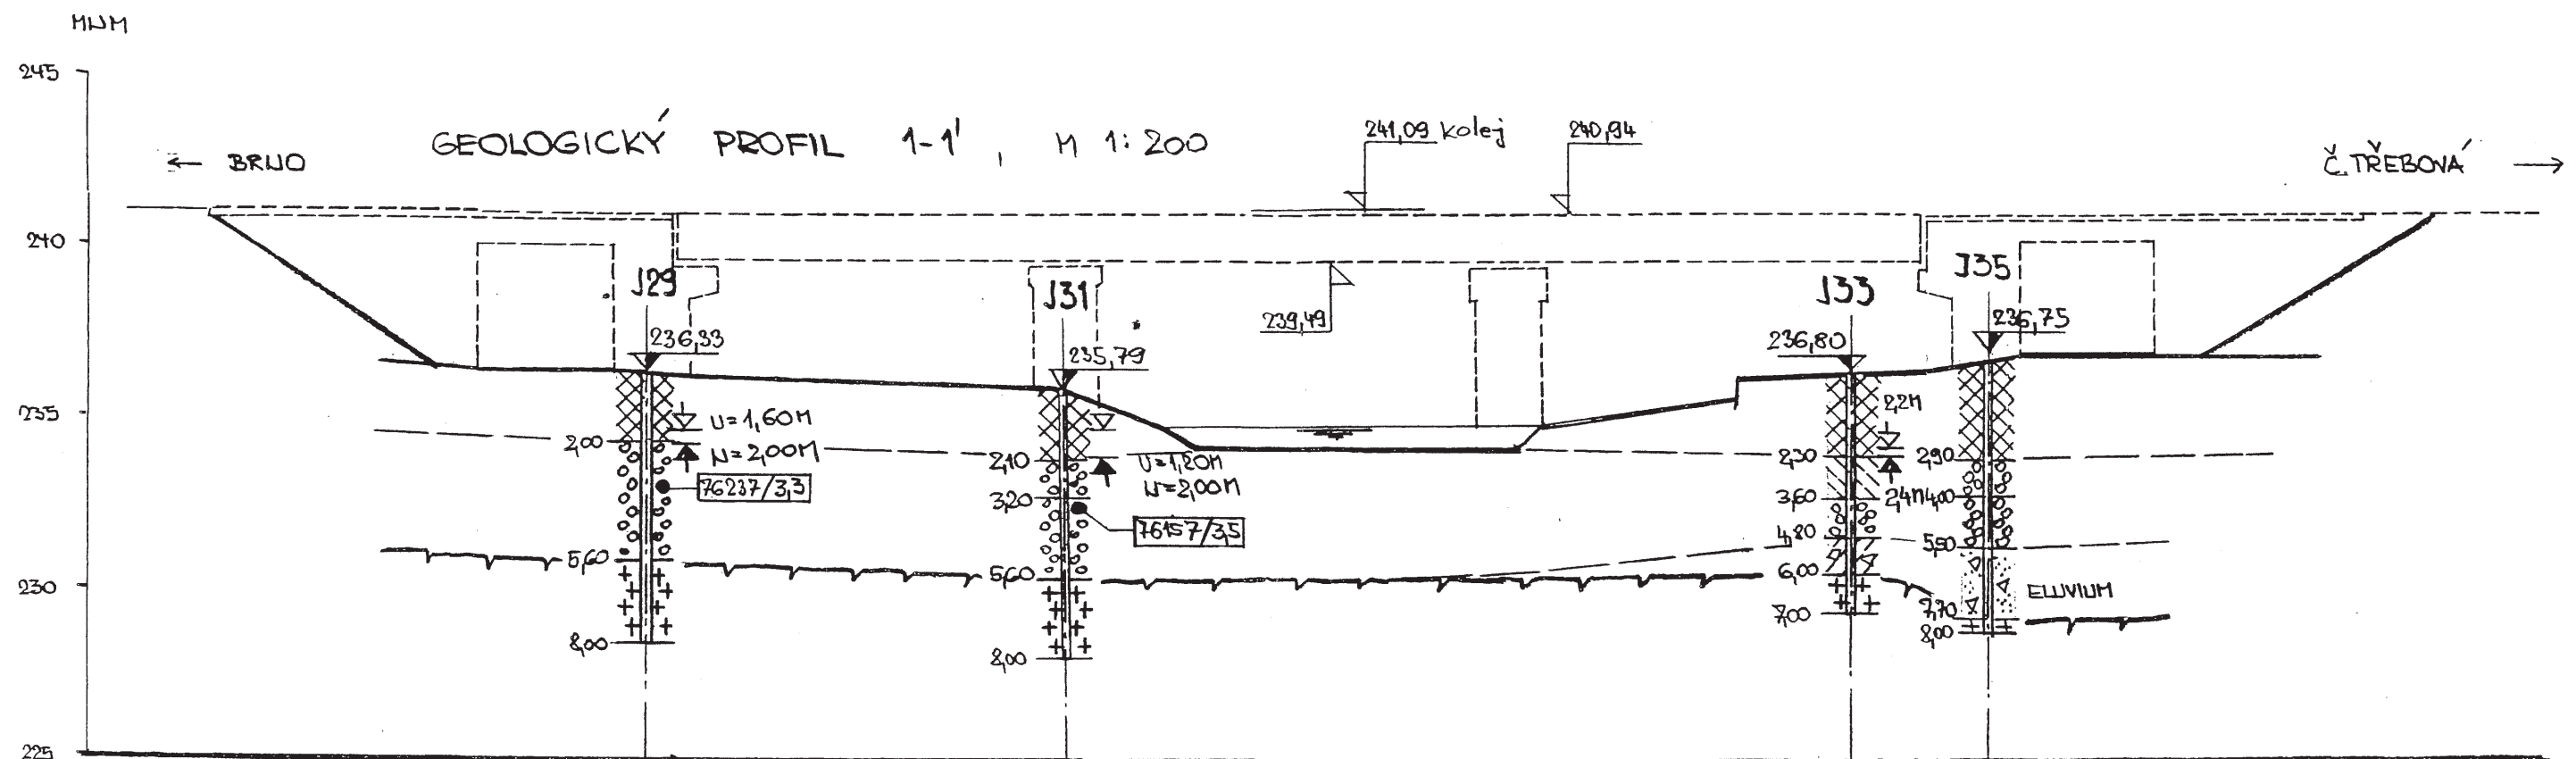 MNM
245
GEOLOGICKÝ PROFIL 1-1' , M 1:200
241,09 kolej
240,94
← BRNO
Č.TŘEBOVÁ →
240
J29
J31
239,49
J33
J35
236,33
235,79
236,80
236,75
235
U=1,60M
N=2,00M
2,00
76237/3,3
2,10
U=1,20M
N=2,00M
3,20
76157/3,5
2,2M
2,30
2,90
3,60
2,4M
4,00
4,80
5,90
5,60
5,60
6,00
230
ELUVIUM
7,70
7,00
8,00
8,00
8,00
225